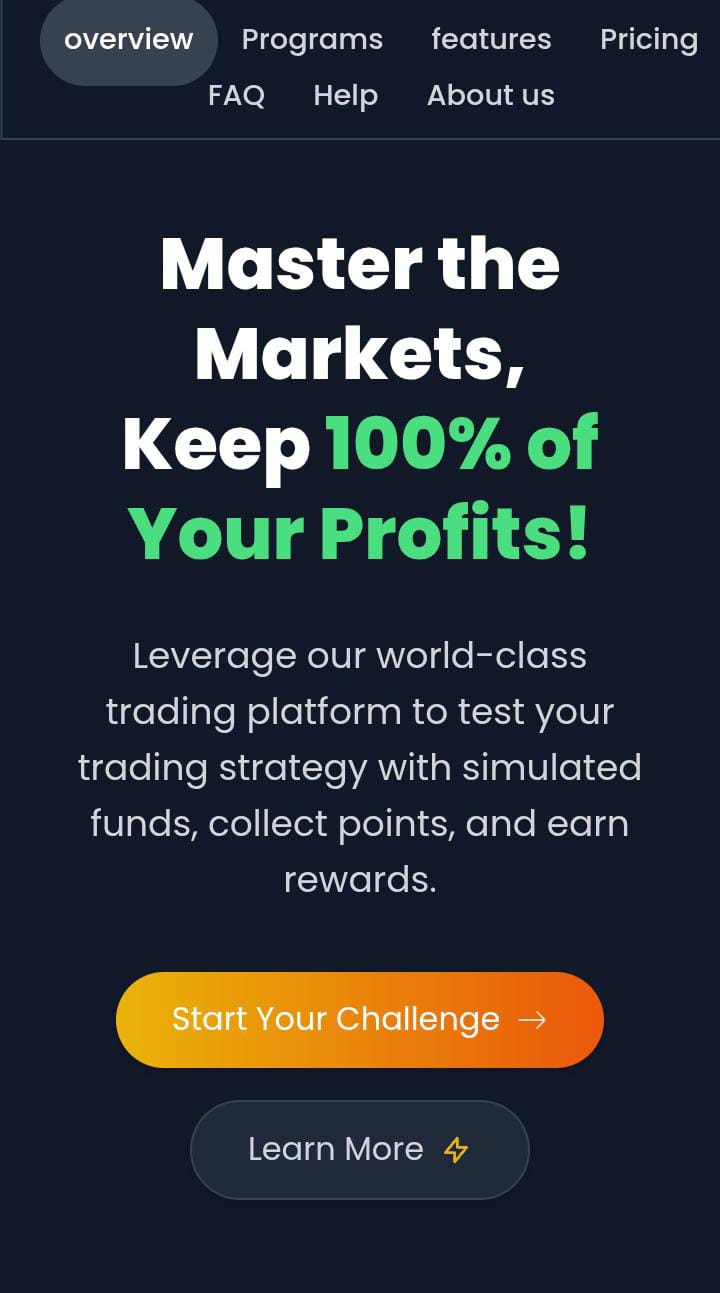 overview Programs features Pricing
FAQ Help About us
Master the
Markets,
Keep 100% of
Your Profits!
Leverage our world-class
trading platform to test your
trading strategy with simulated
funds, collect points, and earn
rewards.
Start Your Challenge →
Learn More